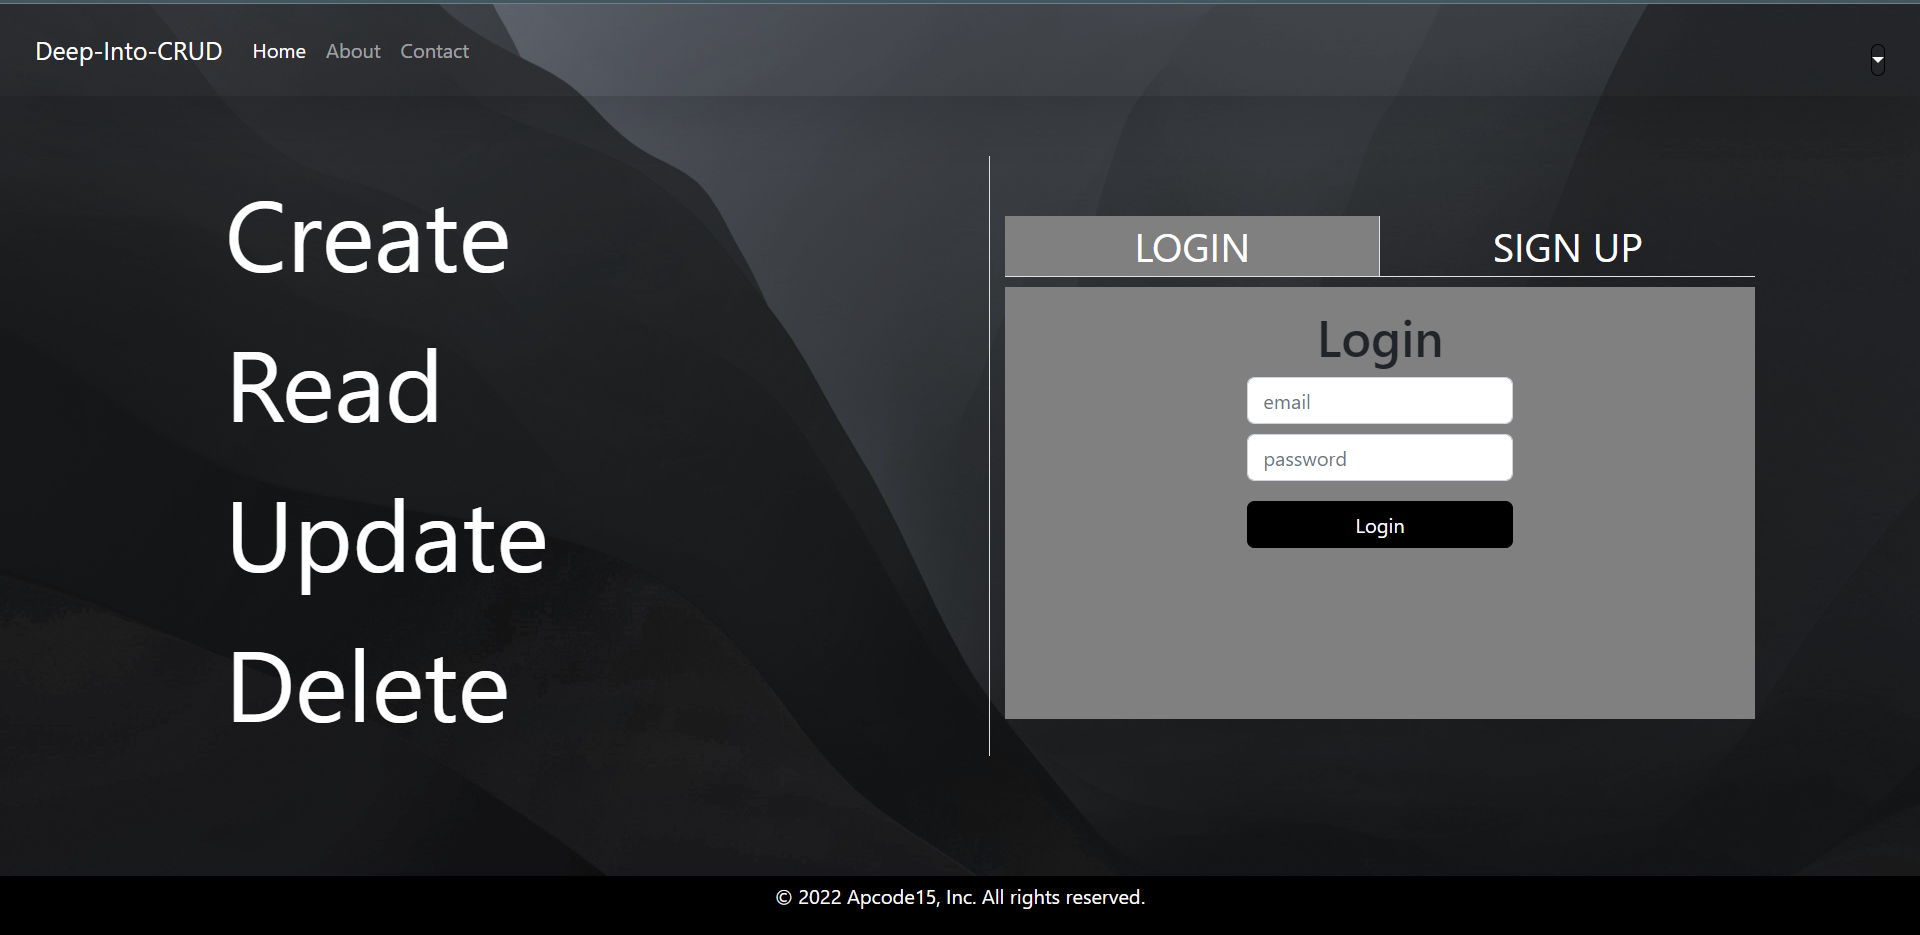 Deep-Into-CRUD Home About Contact
Create
Read
Update
Delete
LOGIN SIGN UP
Login
email
password
Login
© 2022 Apcode15, Inc. All rights reserved.